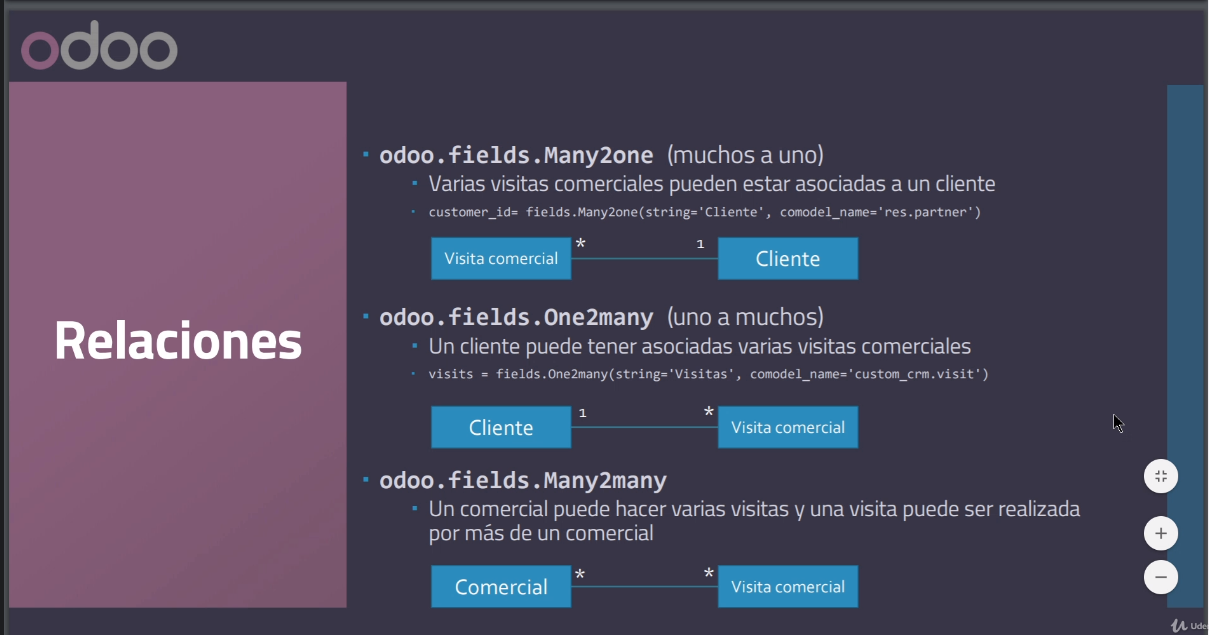 odoo
Relaciones
▪ odoo.fields.Many2one (muchos a uno)
▪ Varias visitas comerciales pueden estar asociadas a un cliente
▪ customer_id= fields.Many2one(string='Cliente', comodel_name='res.partner')
Visita comercial * 1 Cliente
▪ odoo.fields.One2many (uno a muchos)
▪ Un cliente puede tener asociadas varias visitas comerciales
▪ visits = fields.One2many(string='Visitas', comodel_name='custom_crm.visit')
Cliente 1 * Visita comercial
▪ odoo.fields.Many2many
▪ Un comercial puede hacer varias visitas y una visita puede ser realizada
por más de un comercial
Comercial * * Visita comercial